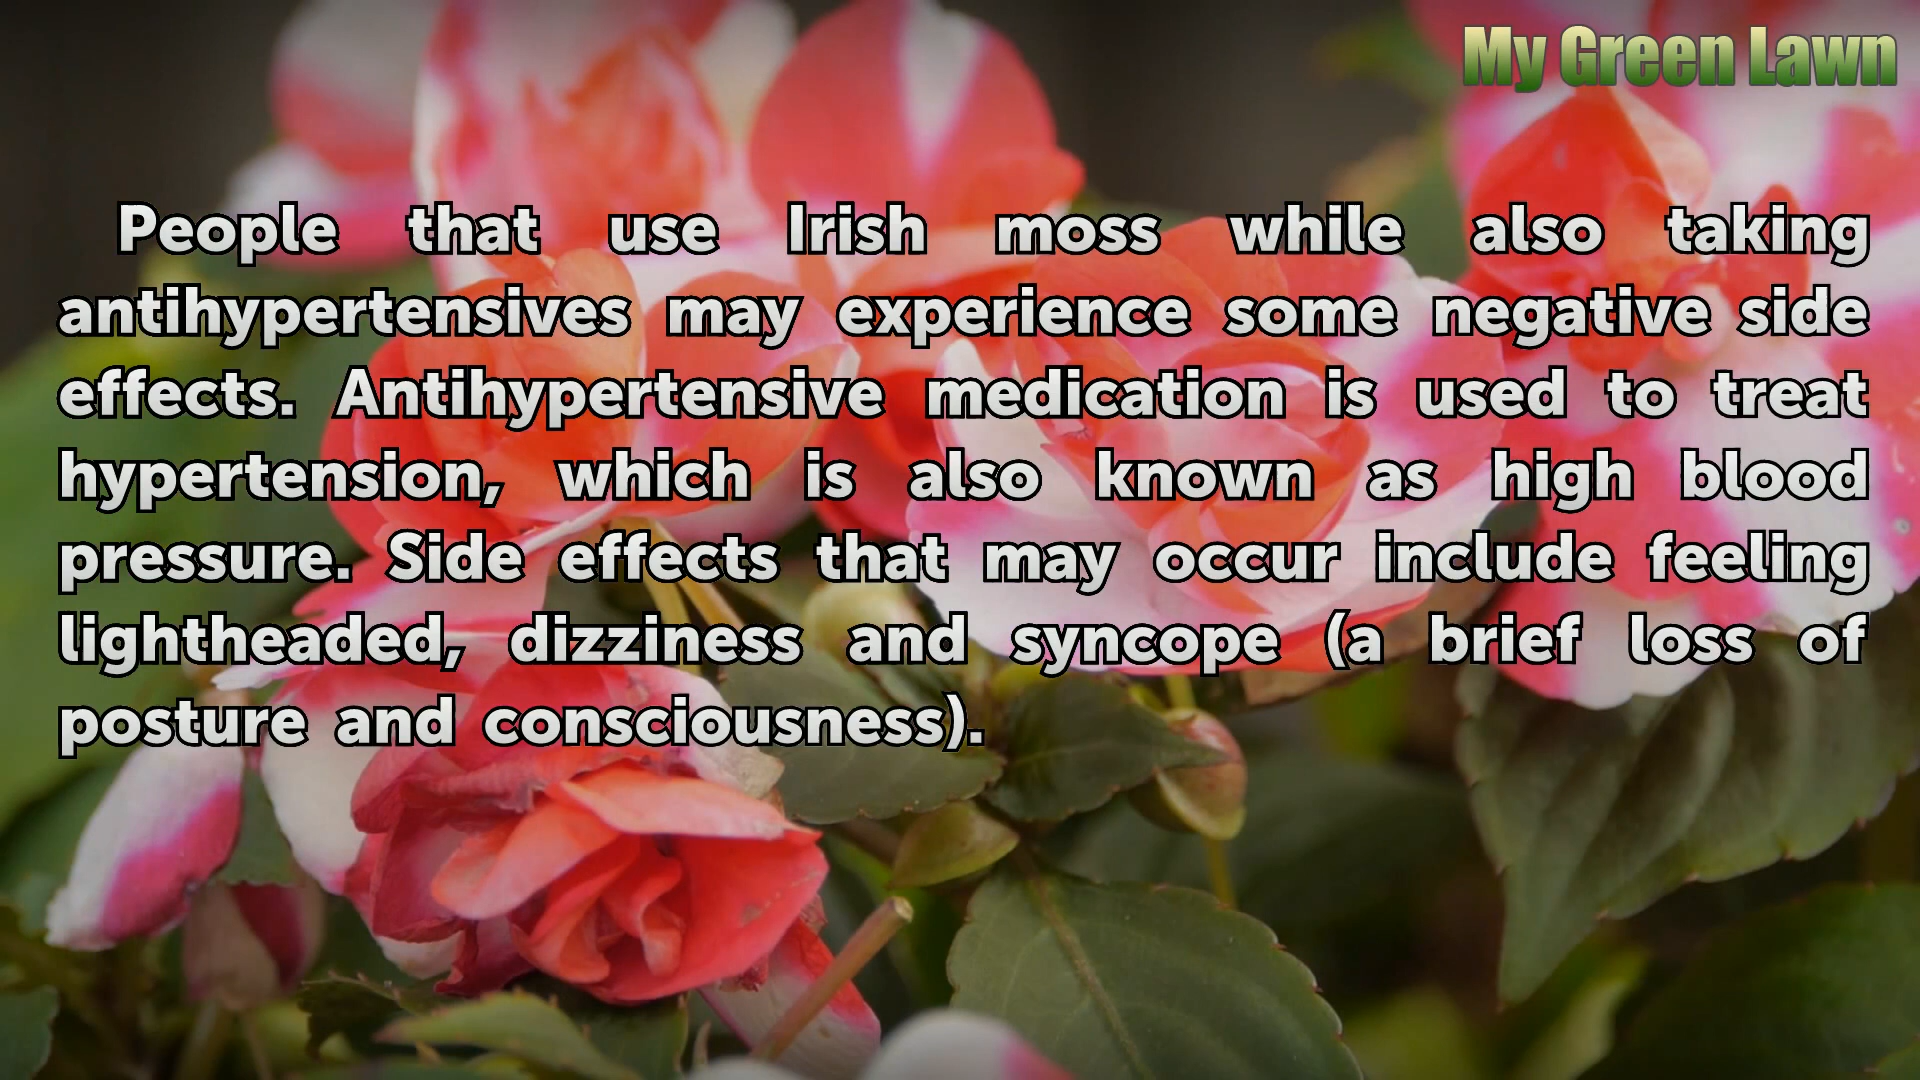 My Green Lawn
People that use Irish moss while also taking
antihypertensives may experience some negative side
effects. Antihypertensive medication is used to treat
hypertension, which is also known as high blood
pressure. Side effects that may occur include feeling
lightheaded, dizziness and syncope (a brief loss of
posture and consciousness).